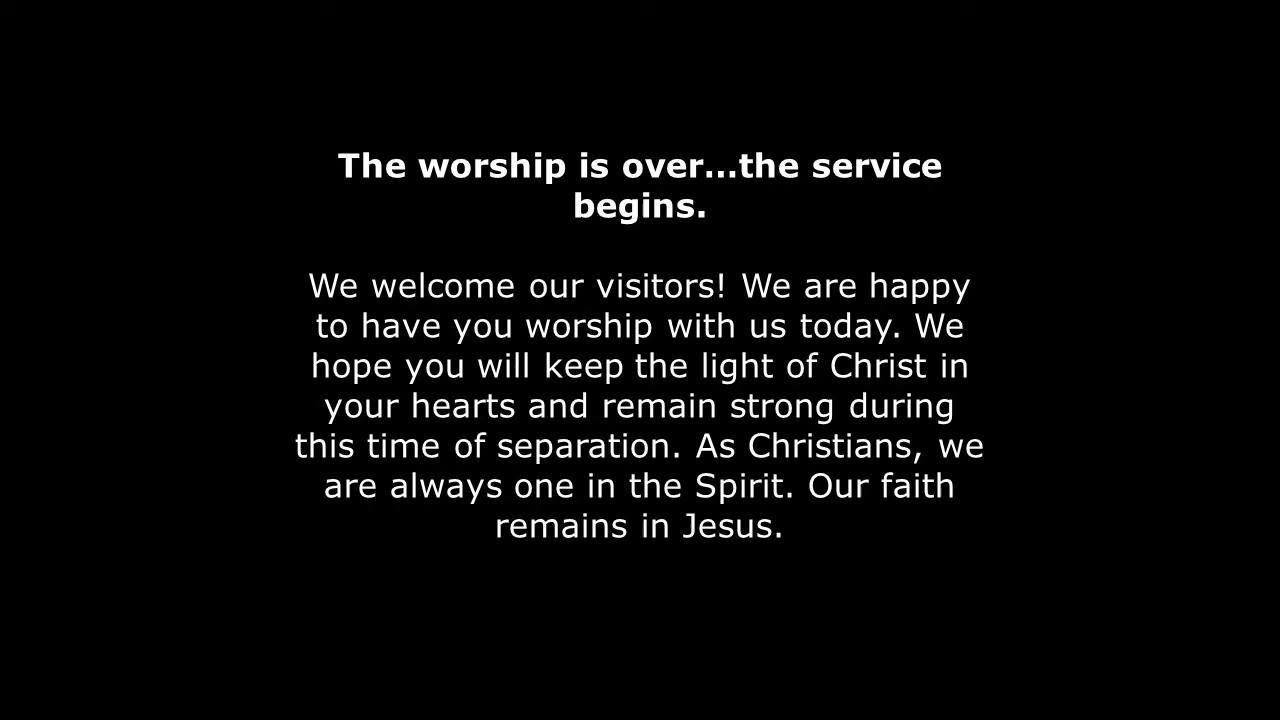 The worship is over...the service
begins.
We welcome our visitors! We are happy
to have you worship with us today. We
hope you will keep the light of Christ in
your hearts and remain strong during
this time of separation. As Christians, we
are always one in the Spirit. Our faith
remains in Jesus.